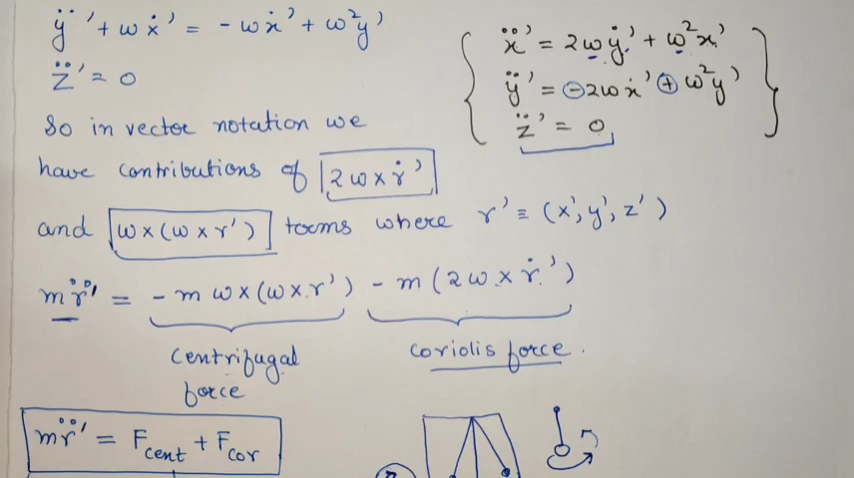 ÿ' + ωẋ' = -ωẋ' + ω²y'
z̈' = 0
So in vector notation we
have contributions of 2ω×ṙ'
and ω×(ω×r') terms where r' ≡ (x', y', z')
mr̈' = -mω×(ω×r') - m(2ω×ṙ')
centrifugal
force
coriolis force.
mr̈' = F_cent + F_cor
ẍ' = 2ωẏ' + ω²x'
ÿ' = -2ωẋ' + ω²y'
z̈' = 0